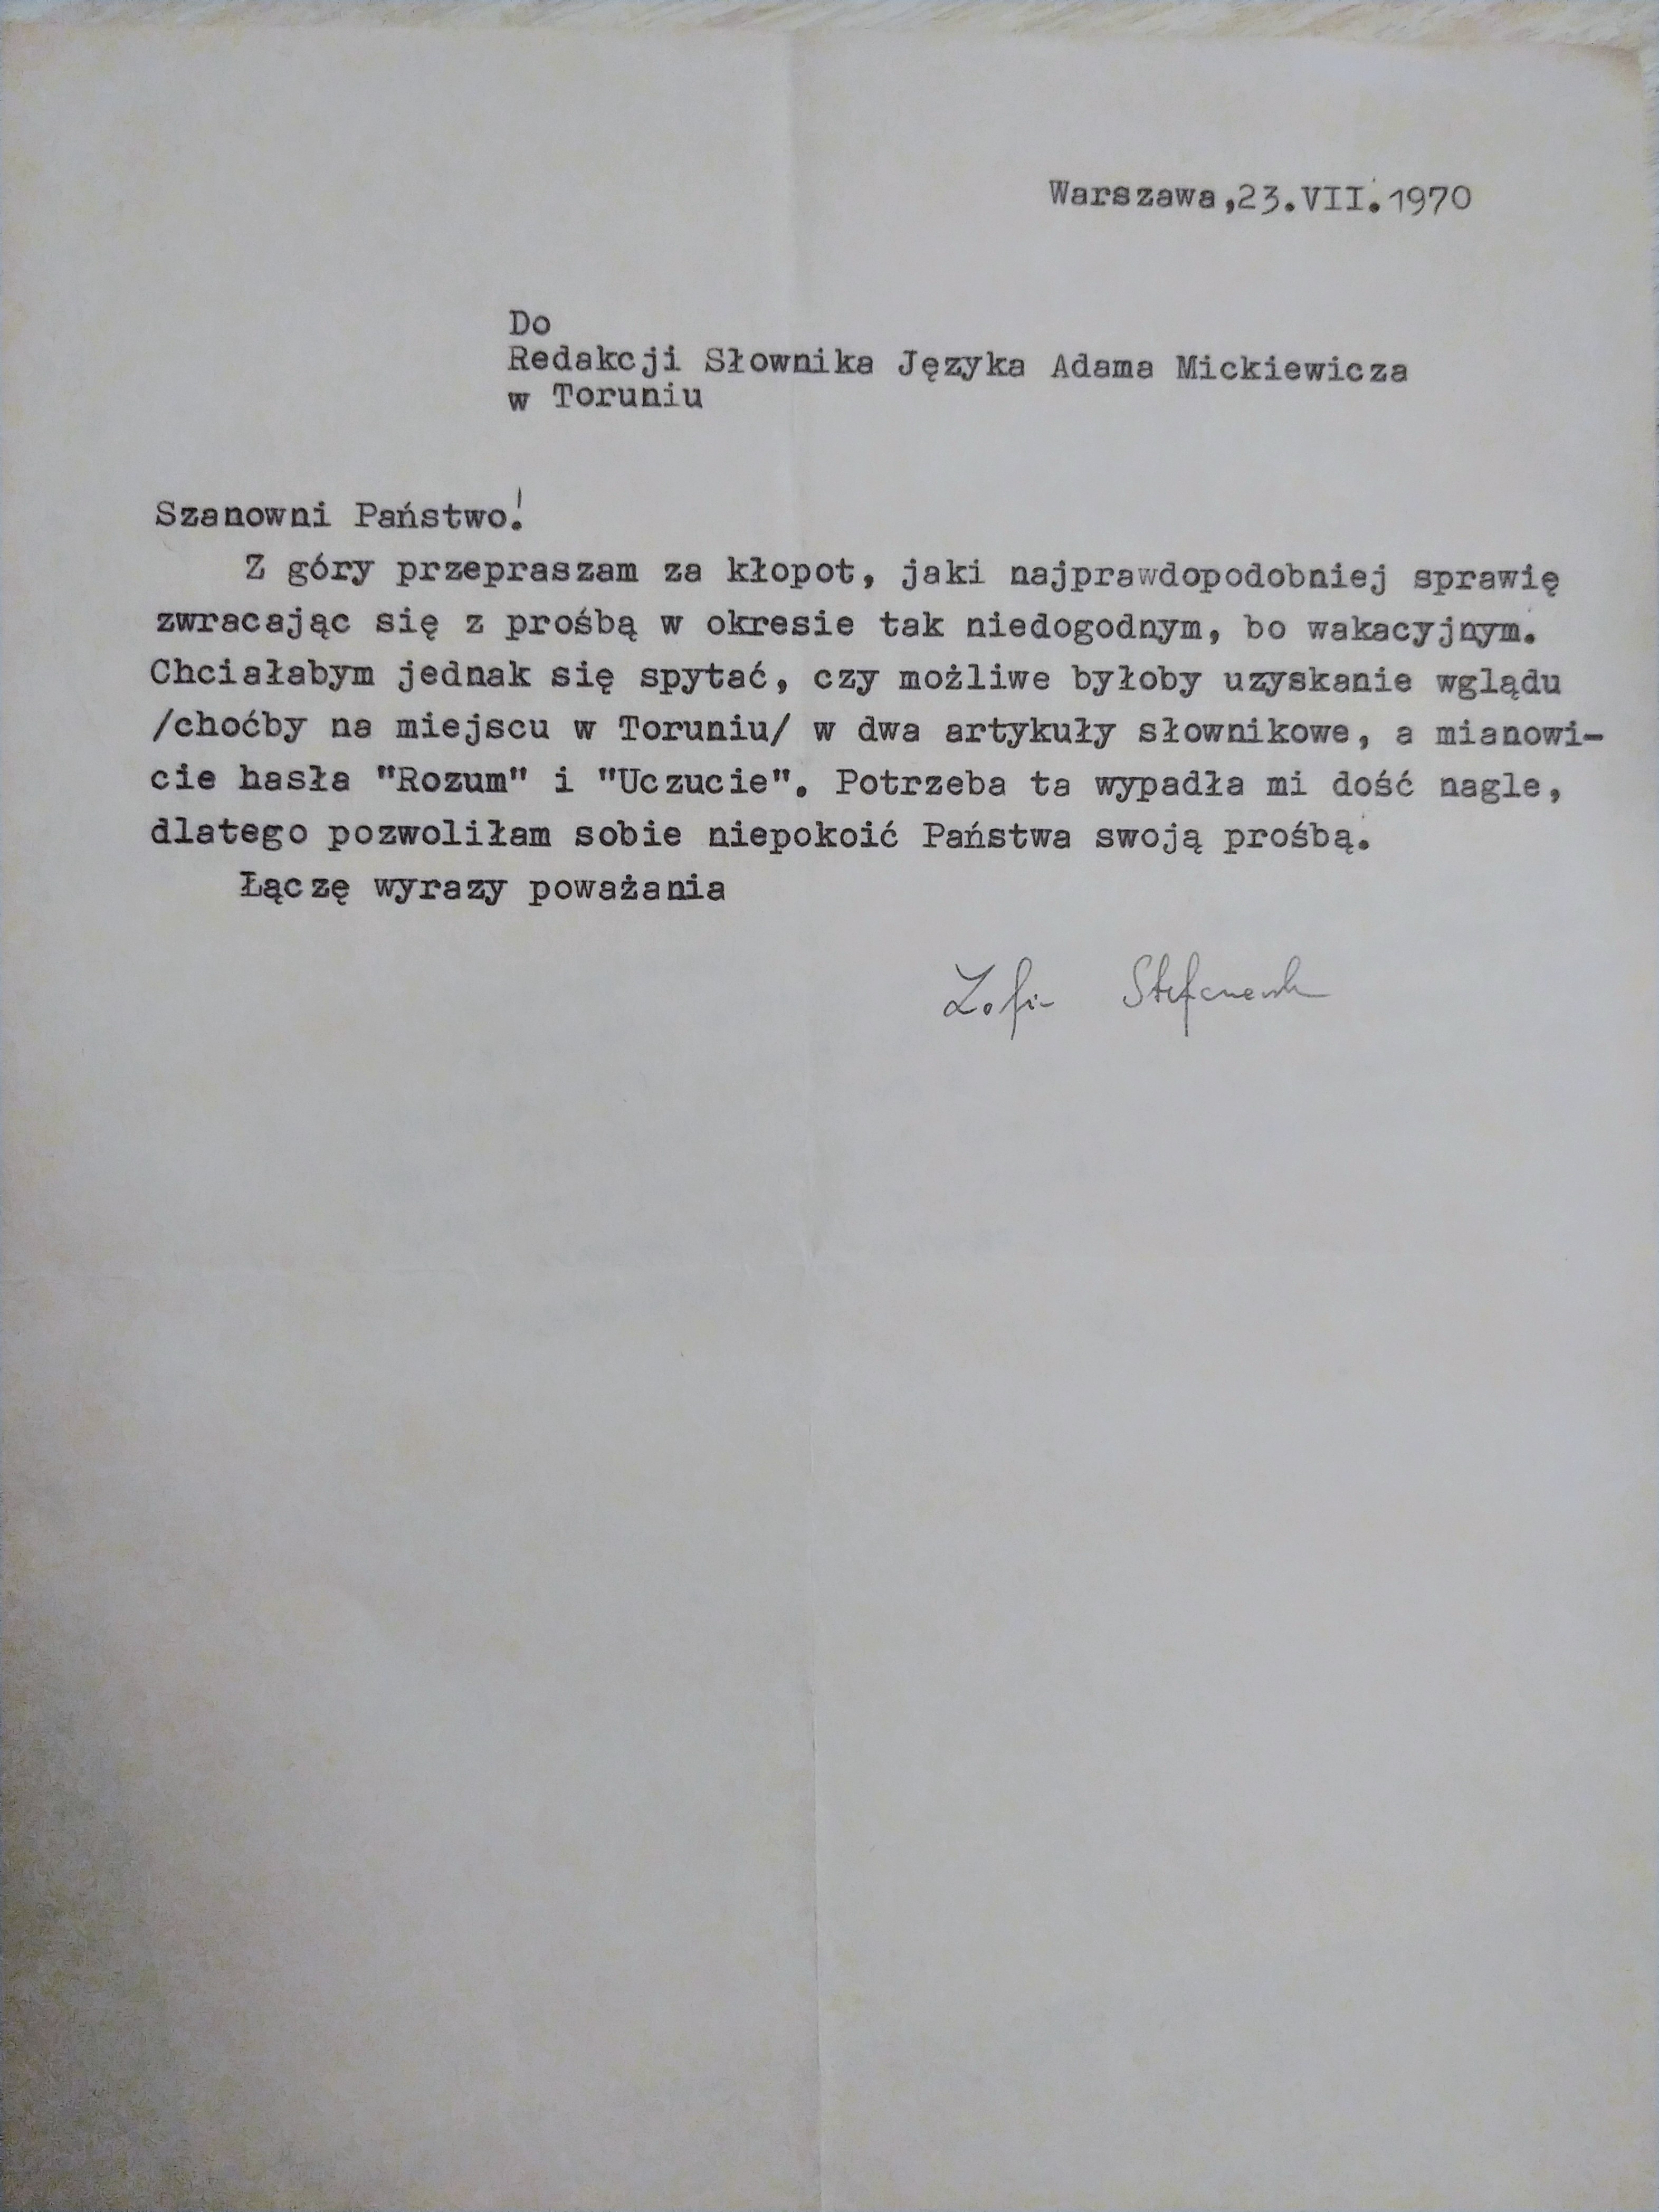 Warszawa,23.VII.1970
Do
Redakcji Słownika Języka Adama Mickiewicza
w Toruniu
Szanowni Państwo!
Z góry przepraszam za kłopot, jaki najprawdopodobniej sprawię
zwracając się z prośbą w okresie tak niedogodnym, bo wakacyjnym.
Chciałabym jednak się spytać, czy możliwe byłoby uzyskanie wglądu
/choćby na miejscu w Toruniu/ w dwa artykuły słownikowe, a mianowi-
cie hasła "Rozum" i "Uczucie". Potrzeba ta wypadła mi dość nagle,
dlatego pozwoliłam sobie niepokoić Państwa swoją prośbą.
Łączę wyrazy poważania
Zofia Stefanowska